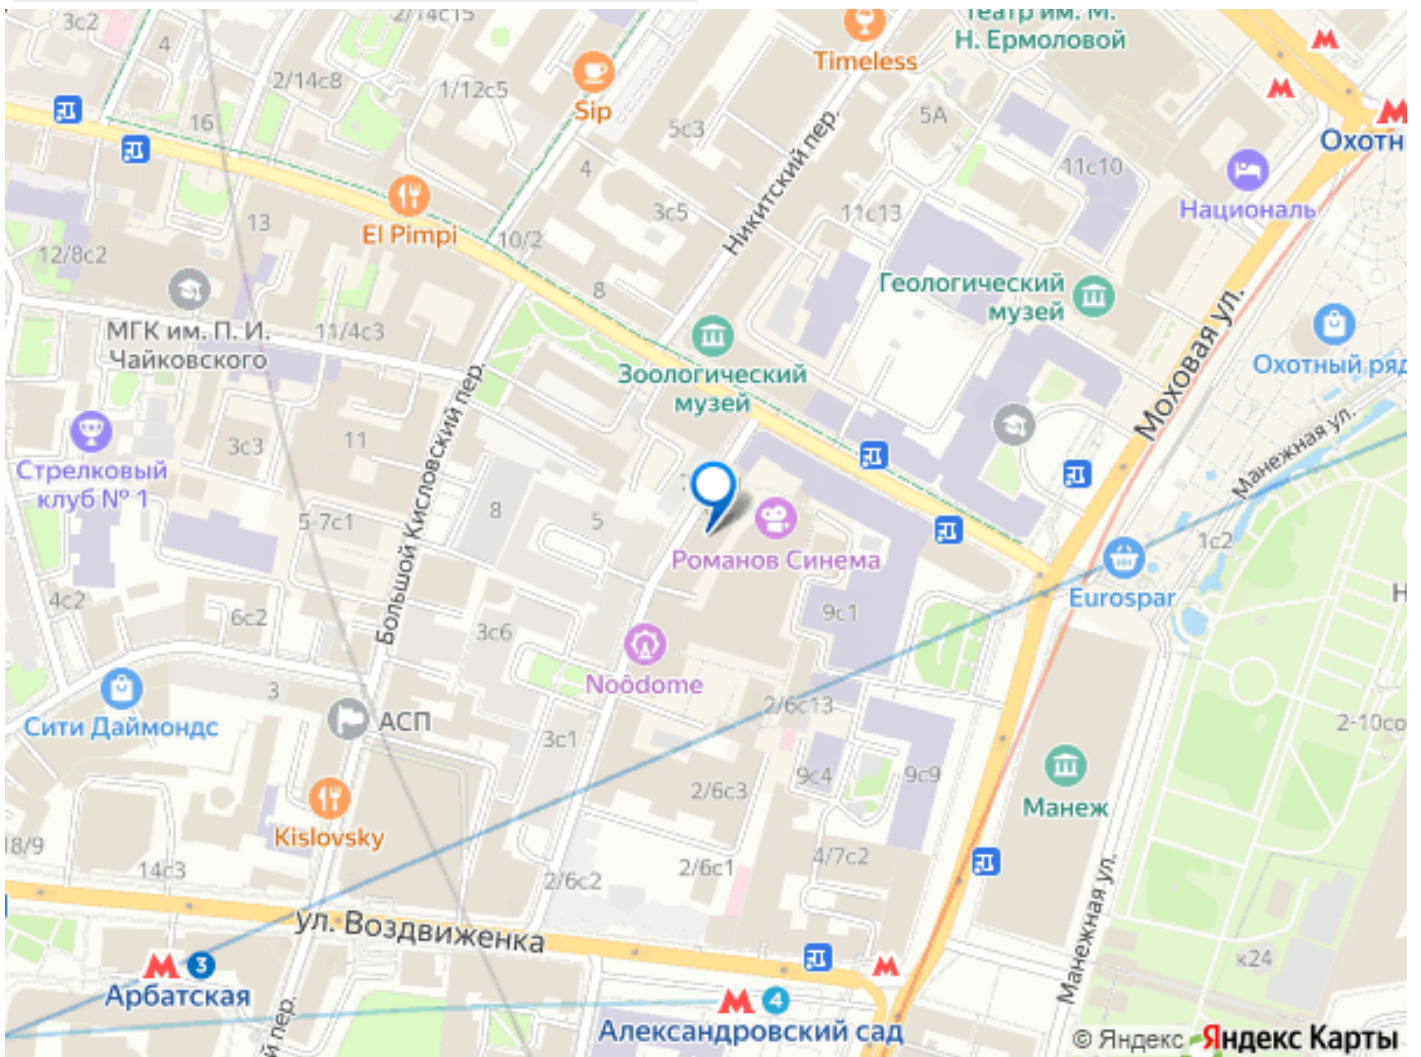 3с2
2/14с15
4
Театр им. М.
Н. Ермоловой
Timeless
2/14с8
1/12с5
Sip
16
5с3
5А
Охотн
4
11с10
Никитский пер.
Националь
13
El Pimpi
10/2
3с5
11с13
12/8с2
8
Геологический
музей
МГК им. П. И.
Чайковского
11/4с3
Зоологический
музей
Моховая ул.
Охотный ряд
Большой Кисловский пер.
Манежная ул.
Стрелковый
клуб № 1
3с3
11
8
5
5-7с1
Романов Синема
1с2
Eurospar
4с2
6с2
3с6
9с1
Н
Noôdome
3
2/6с13
Сити Даймондс
АСП
3с1
2-10со
9с4
9с9
2/6с3
Манеж
Kislovsky
18/9
14с3
2/6с2
2/6с1
4/7с2
ул. Воздвиженка
Манежная ул.
к24
3
Арбатская
й пер.
4
Александровский сад
© Яндекс
Яндекс Карты